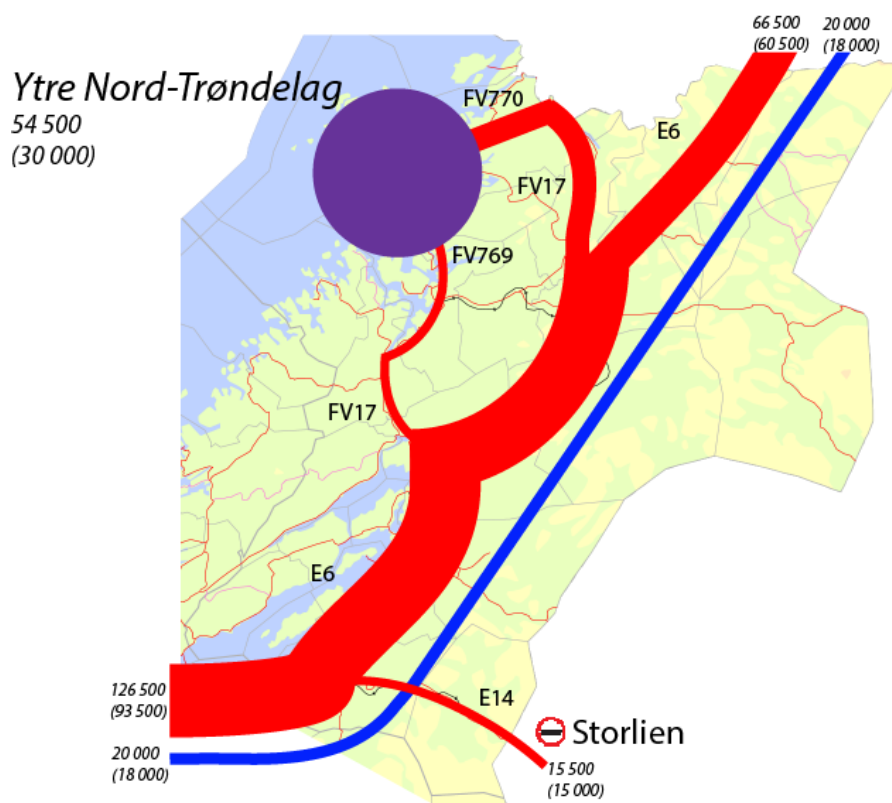 66 500
(60 500)
20 000
(18 000)
Ytre Nord-Trøndelag
54 500
(30 000)
FV770
E6
FV17
FV769
FV17
E6
126 500
(93 500)
E14
Storlien
20 000
(18 000)
15 500
(15 000)